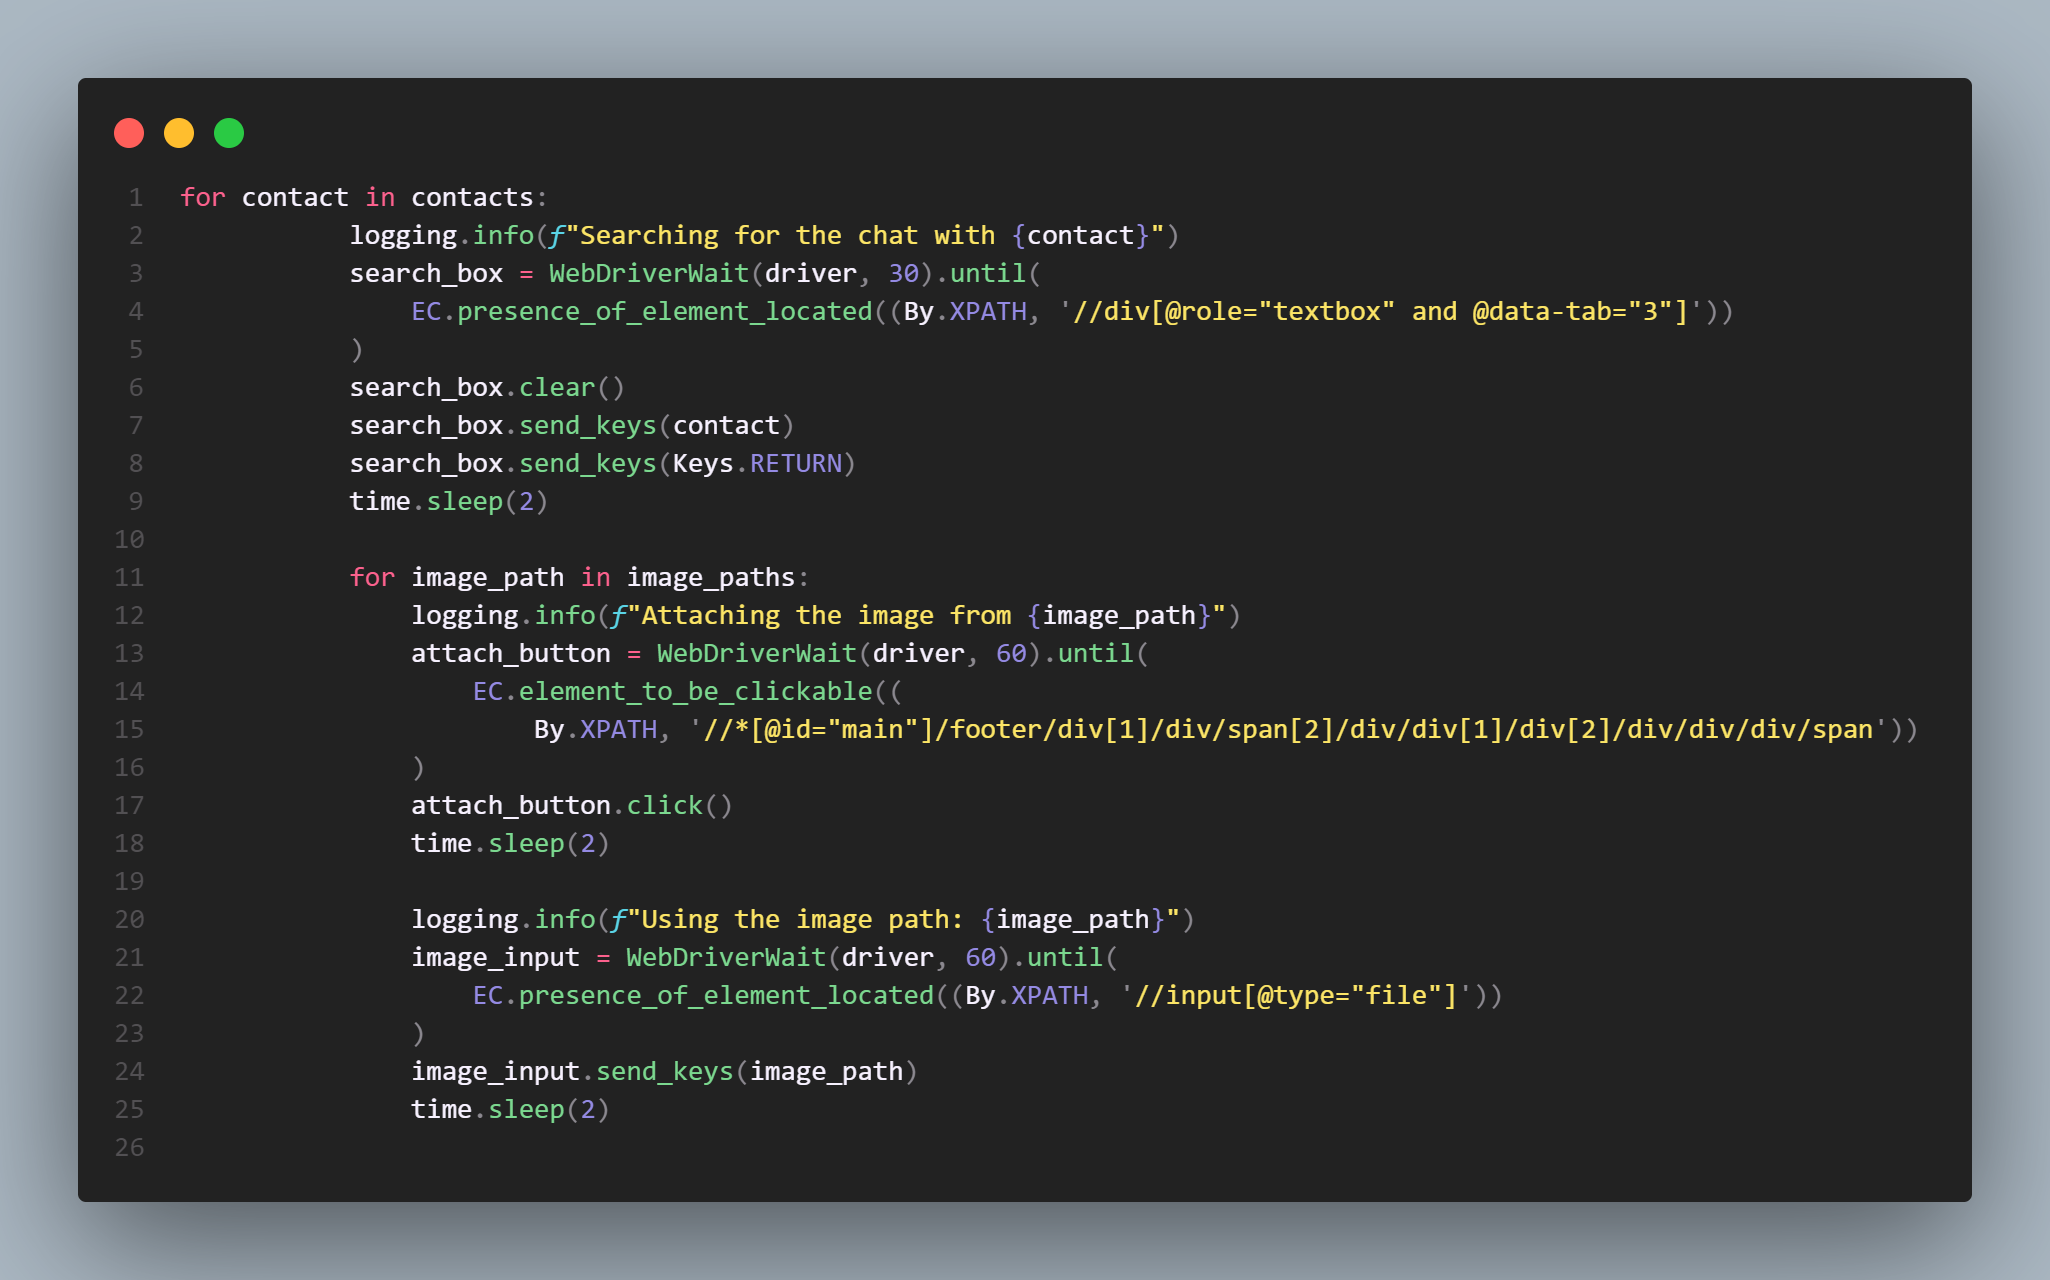 1 for contact in contacts:
2 logging.info(f"Searching for the chat with {contact}")
3 search_box = WebDriverWait(driver, 30).until(
4 EC.presence_of_element_located((By.XPATH, '//div[@role="textbox" and @data-tab="3"]'))
5 )
6 search_box.clear()
7 search_box.send_keys(contact)
8 search_box.send_keys(Keys.RETURN)
9 time.sleep(2)
10
11 for image_path in image_paths:
12 logging.info(f"Attaching the image from {image_path}")
13 attach_button = WebDriverWait(driver, 60).until(
14 EC.element_to_be_clickable((
15 By.XPATH, '//*[@id="main"]/footer/div[1]/div/span[2]/div/div[1]/div[2]/div/div/div/span'))
16 )
17 attach_button.click()
18 time.sleep(2)
19
20 logging.info(f"Using the image path: {image_path}")
21 image_input = WebDriverWait(driver, 60).until(
22 EC.presence_of_element_located((By.XPATH, '//input[@type="file"]'))
23 )
24 image_input.send_keys(image_path)
25 time.sleep(2)
26